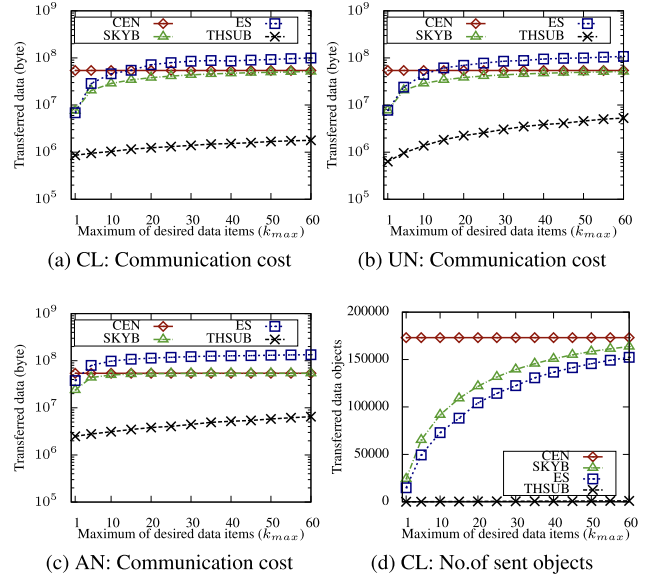 CEN ES
SKYB THSUB
Transferred data (byte)
10^9
10^8
10^7
10^6
10^5
1 10 20 30 40 50 60
Maximum of desired data items (k_max)
(a) CL: Communication cost
CEN ES
SKYB THSUB
Transferred data (byte)
10^9
10^8
10^7
10^6
10^5
1 10 20 30 40 50 60
Maximum of desired data items (k_max)
(b) UN: Communication cost
CEN ES
SKYB THSUB
Transferred data (byte)
10^9
10^8
10^7
10^6
10^5
1 10 20 30 40 50 60
Maximum of desired data items (k_max)
(c) AN: Communication cost
Transferred data objects
200000
150000
100000
50000
0
CEN
SKYB
ES
THSUB
1 10 20 30 40 50 60
Maximum of desired data items (k_max)
(d) CL: No.of sent objects